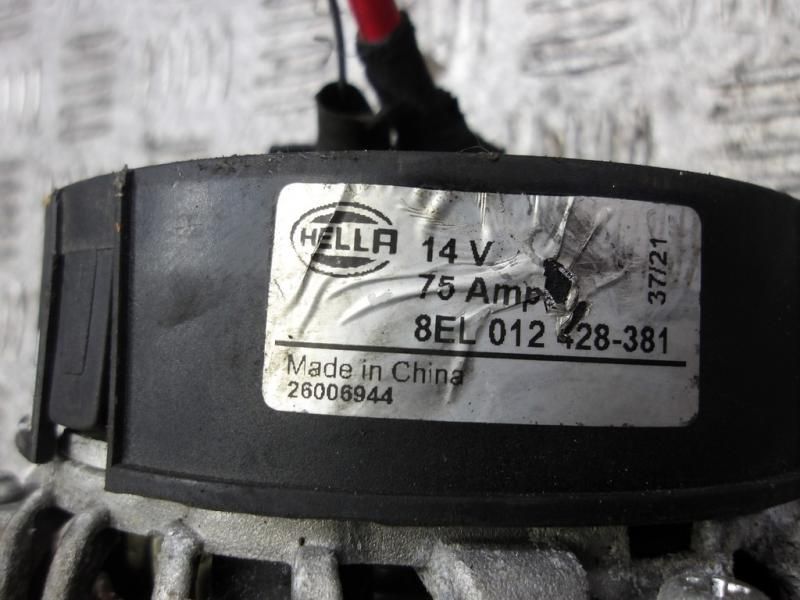 HELLA
14 V
75 Amp
8EL 012 428-381
37/21
Made in China
26006944